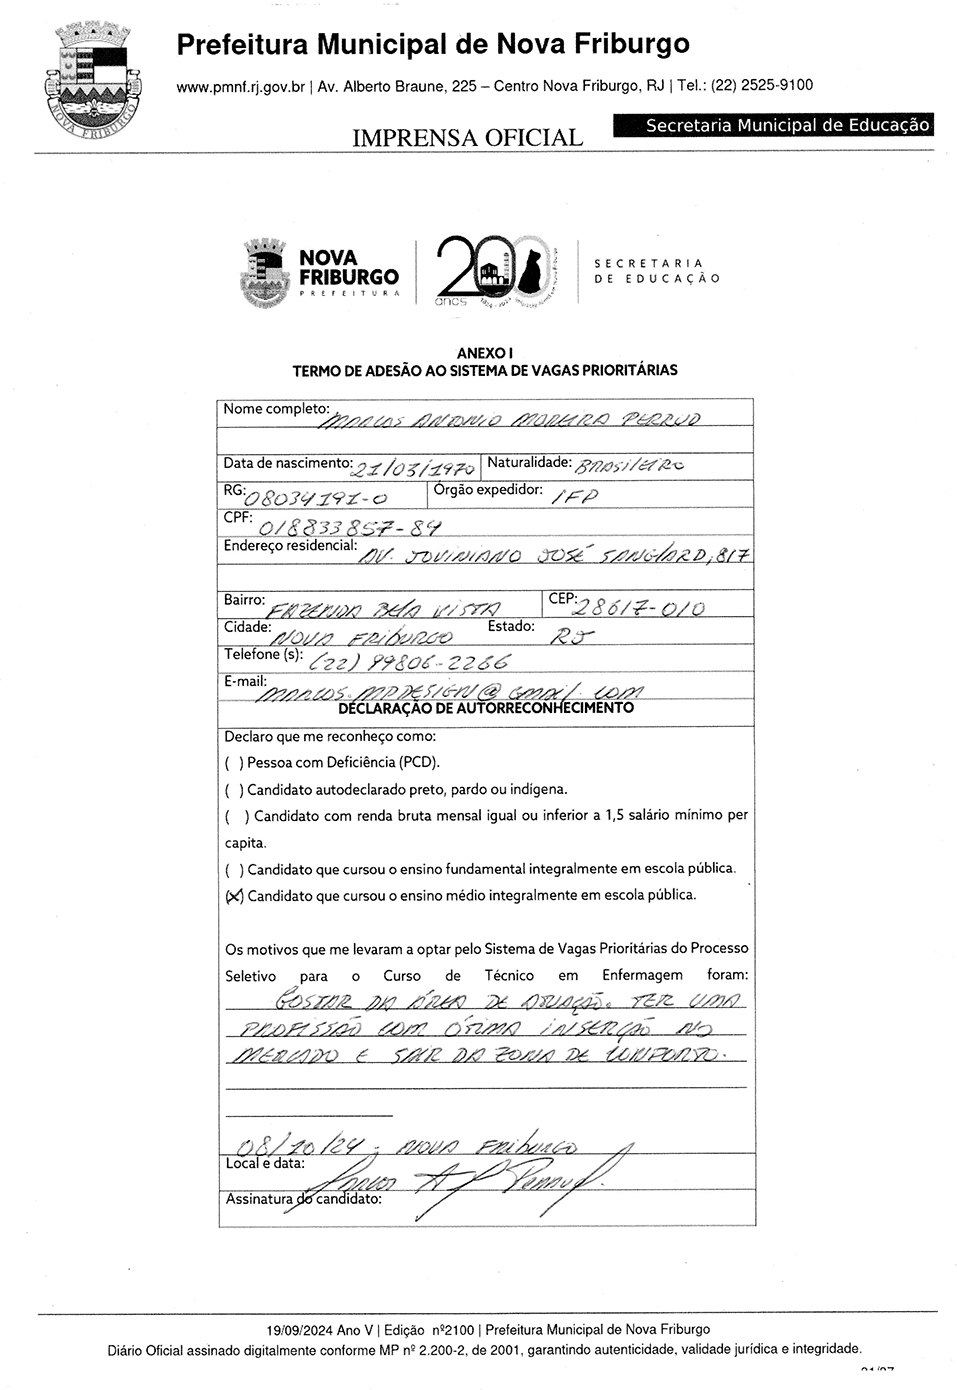 Prefeitura Municipal de Nova Friburgo
www.pmnf.rj.gov.br | Av. Alberto Braune, 225 – Centro Nova Friburgo, RJ | Tel.: (22) 2525-9100
IMPRENSA OFICIAL
Secretaria Municipal de Educação
NOVA FRIBURGO
NOVA
FRIBURGO
PREFEITURA
200
anos
SECRETARIA
DE EDUCAÇÃO
ANEXO I
TERMO DE ADESÃO AO SISTEMA DE VAGAS PRIORITÁRIAS
Nome completo: MARCOS ANTONIO MOREIRA PERRUD
Data de nascimento: 21/03/1970 Naturalidade: BRASILEIRO
RG: 08034191-0 Órgão expedidor: IFP
CPF: 018833857-84
Endereço residencial: AV. JOVINIANO JOSÉ SANGLARD, 817
Bairro: FAZENDA BELA VISTA CEP: 28617-010
Cidade: NOVA FRIBURGO Estado: RJ
Telefone (s): (22) 99806-2266
E-mail: MARCOS.MPDESIGN@GMAIL.COM
DECLARAÇÃO DE AUTORRECONHECIMENTO
Declaro que me reconheço como:
( ) Pessoa com Deficiência (PCD).
( ) Candidato autodeclarado preto, pardo ou indígena.
( ) Candidato com renda bruta mensal igual ou inferior a 1,5 salário mínimo per
capita.
( ) Candidato que cursou o ensino fundamental integralmente em escola pública.
(X) Candidato que cursou o ensino médio integralmente em escola pública.
Os motivos que me levaram a optar pelo Sistema de Vagas Prioritárias do Processo
Seletivo para o Curso de Técnico em Enfermagem foram:
GOSTAR DA ÁREA DE ATUAÇÃO. TER UMA
PROFISSÃO COM ÓTIMA INSERÇÃO NO
MERCADO E SAIR DA ZONA DE CONFORTO.
08/10/24, NOVA FRIBURGO
Local e data:
Assinatura do candidato:
19/09/2024 Ano V | Edição nº2100 | Prefeitura Municipal de Nova Friburgo
Diário Oficial assinado digitalmente conforme MP nº 2.200-2, de 2001, garantindo autenticidade, validade jurídica e integridade.